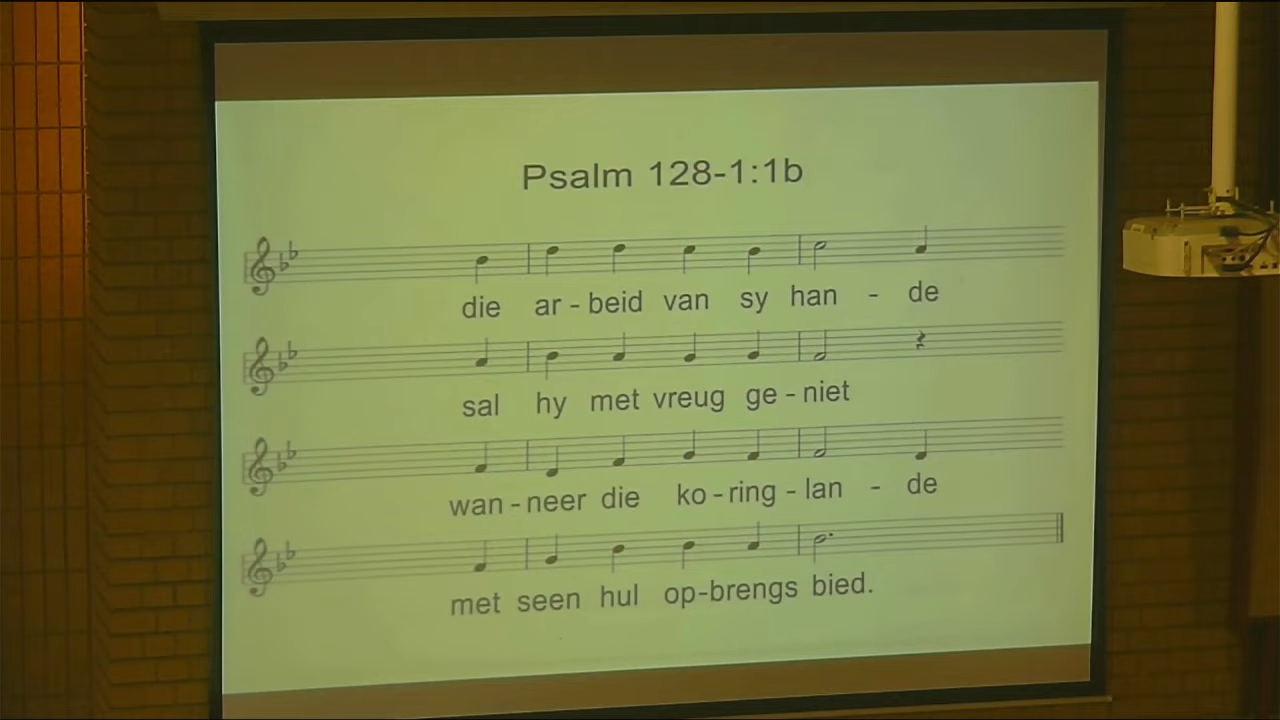 Psalm 128-1:1b
die ar - beid van sy han - de
sal hy met vreug ge - niet
wan - neer die ko - ring - lan - de
met seen hul op-brengs bied.